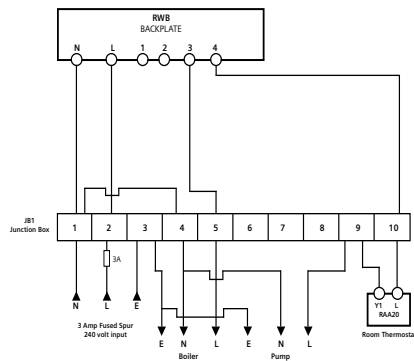 RWB
BACKPLATE
N L 1 2 3 4
JB1
Junction Box
1 2 3 4 5 6 7 8 9 10
3A
N L E
3 Amp Fused Spur
240 volt input
E N L E N L
Boiler Pump
Y1 L
RAA20
Room Thermosta